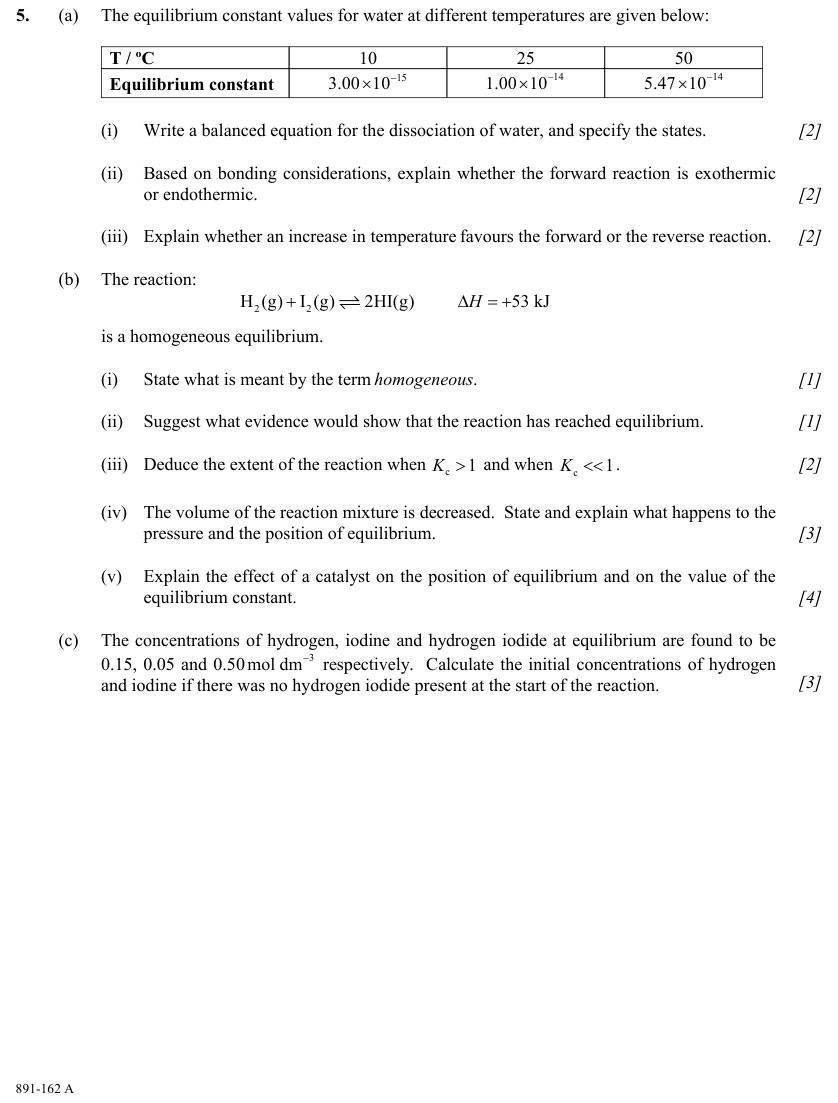 5. (a) The equilibrium constant values for water at different temperatures are given below:
T / ºC 10 25 50
Equilibrium constant 3.00×10⁻¹⁵ 1.00×10⁻¹⁴ 5.47×10⁻¹⁴
(i) Write a balanced equation for the dissociation of water, and specify the states. [2]
(ii) Based on bonding considerations, explain whether the forward reaction is exothermic
or endothermic. [2]
(iii) Explain whether an increase in temperature favours the forward or the reverse reaction. [2]
(b) The reaction:
H₂(g) + I₂(g) ⇌ 2HI(g) ΔH = +53 kJ
is a homogeneous equilibrium.
(i) State what is meant by the term homogeneous. [1]
(ii) Suggest what evidence would show that the reaction has reached equilibrium. [1]
(iii) Deduce the extent of the reaction when K_c >1 and when K_c <<1. [2]
(iv) The volume of the reaction mixture is decreased. State and explain what happens to the
pressure and the position of equilibrium. [3]
(v) Explain the effect of a catalyst on the position of equilibrium and on the value of the
equilibrium constant. [4]
(c) The concentrations of hydrogen, iodine and hydrogen iodide at equilibrium are found to be
0.15, 0.05 and 0.50 mol dm⁻³ respectively. Calculate the initial concentrations of hydrogen
and iodine if there was no hydrogen iodide present at the start of the reaction. [3]
891-162 A